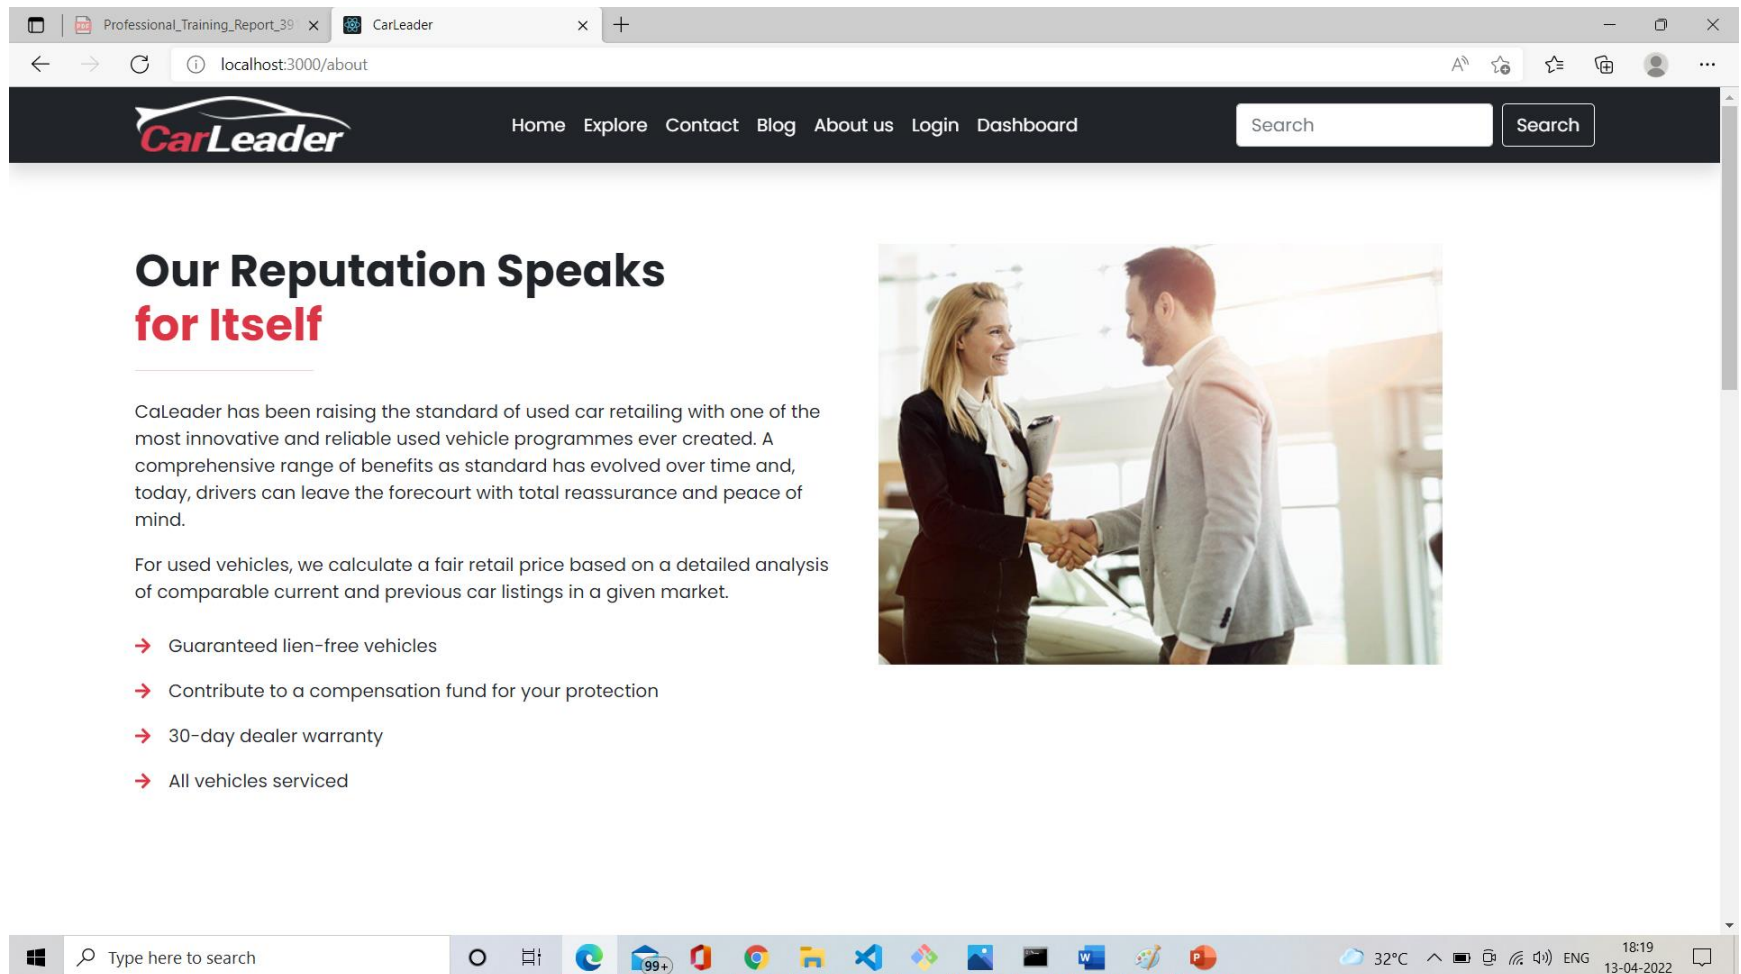 Professional_Training_Report_39
CarLeader
localhost:3000/about
CarLeader
Home Explore Contact Blog About us Login Dashboard
Search
Search
Our Reputation Speaks
for Itself
CaLeader has been raising the standard of used car retailing with one of the
most innovative and reliable used vehicle programmes ever created. A
comprehensive range of benefits as standard has evolved over time and,
today, drivers can leave the forecourt with total reassurance and peace of
mind.
For used vehicles, we calculate a fair retail price based on a detailed analysis
of comparable current and previous car listings in a given market.
Guaranteed lien-free vehicles
Contribute to a compensation fund for your protection
30-day dealer warranty
All vehicles serviced
Type here to search
99+
32°C
ENG
18:19
13-04-2022